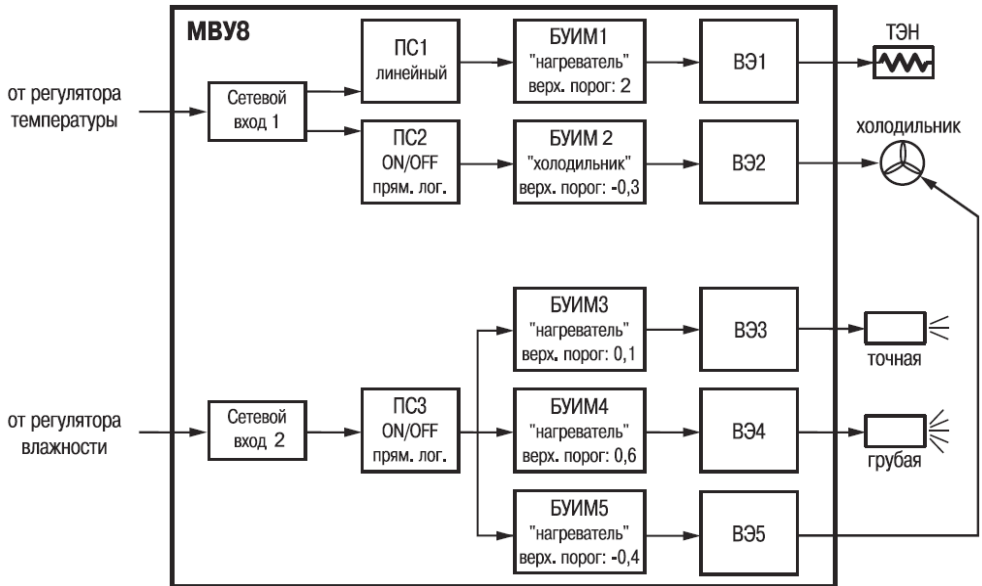 МВУ8
от регулятора
температуры
Сетевой
вход 1
ПС1
линейный
БУИМ1
"нагреватель"
верх. порог: 2
ВЭ1
ТЭН
ПС2
ON/OFF
прям. лог.
БУИМ 2
"холодильник"
верх. порог: -0,3
ВЭ2
холодильник
БУИМ3
"нагреватель"
верх. порог: 0,1
ВЭ3
точная
от регулятора
влажности
Сетевой
вход 2
ПС3
ON/OFF
прям. лог.
БУИМ4
"нагреватель"
верх. порог: 0,6
ВЭ4
грубая
БУИМ5
"нагреватель"
верх. порог: -0,4
ВЭ5